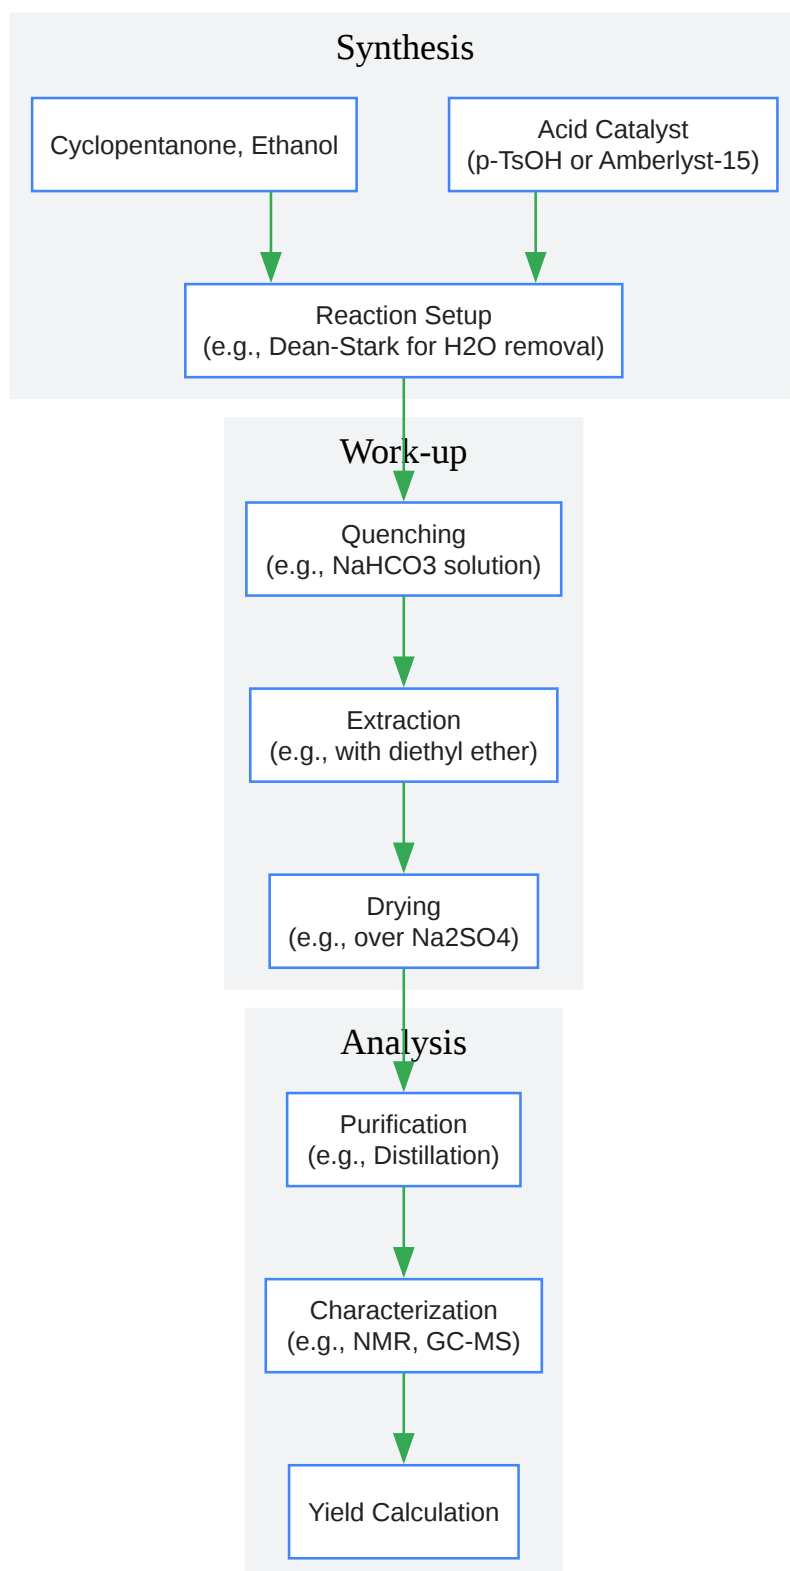 Synthesis
Cyclopentanone, Ethanol
Acid Catalyst
(p-TsOH or Amberlyst-15)
Reaction Setup
(e.g., Dean-Stark for H2O removal)
Work-up
Quenching
(e.g., NaHCO3 solution)
Extraction
(e.g., with diethyl ether)
Drying
(e.g., over Na2SO4)
Analysis
Purification
(e.g., Distillation)
Characterization
(e.g., NMR, GC-MS)
Yield Calculation